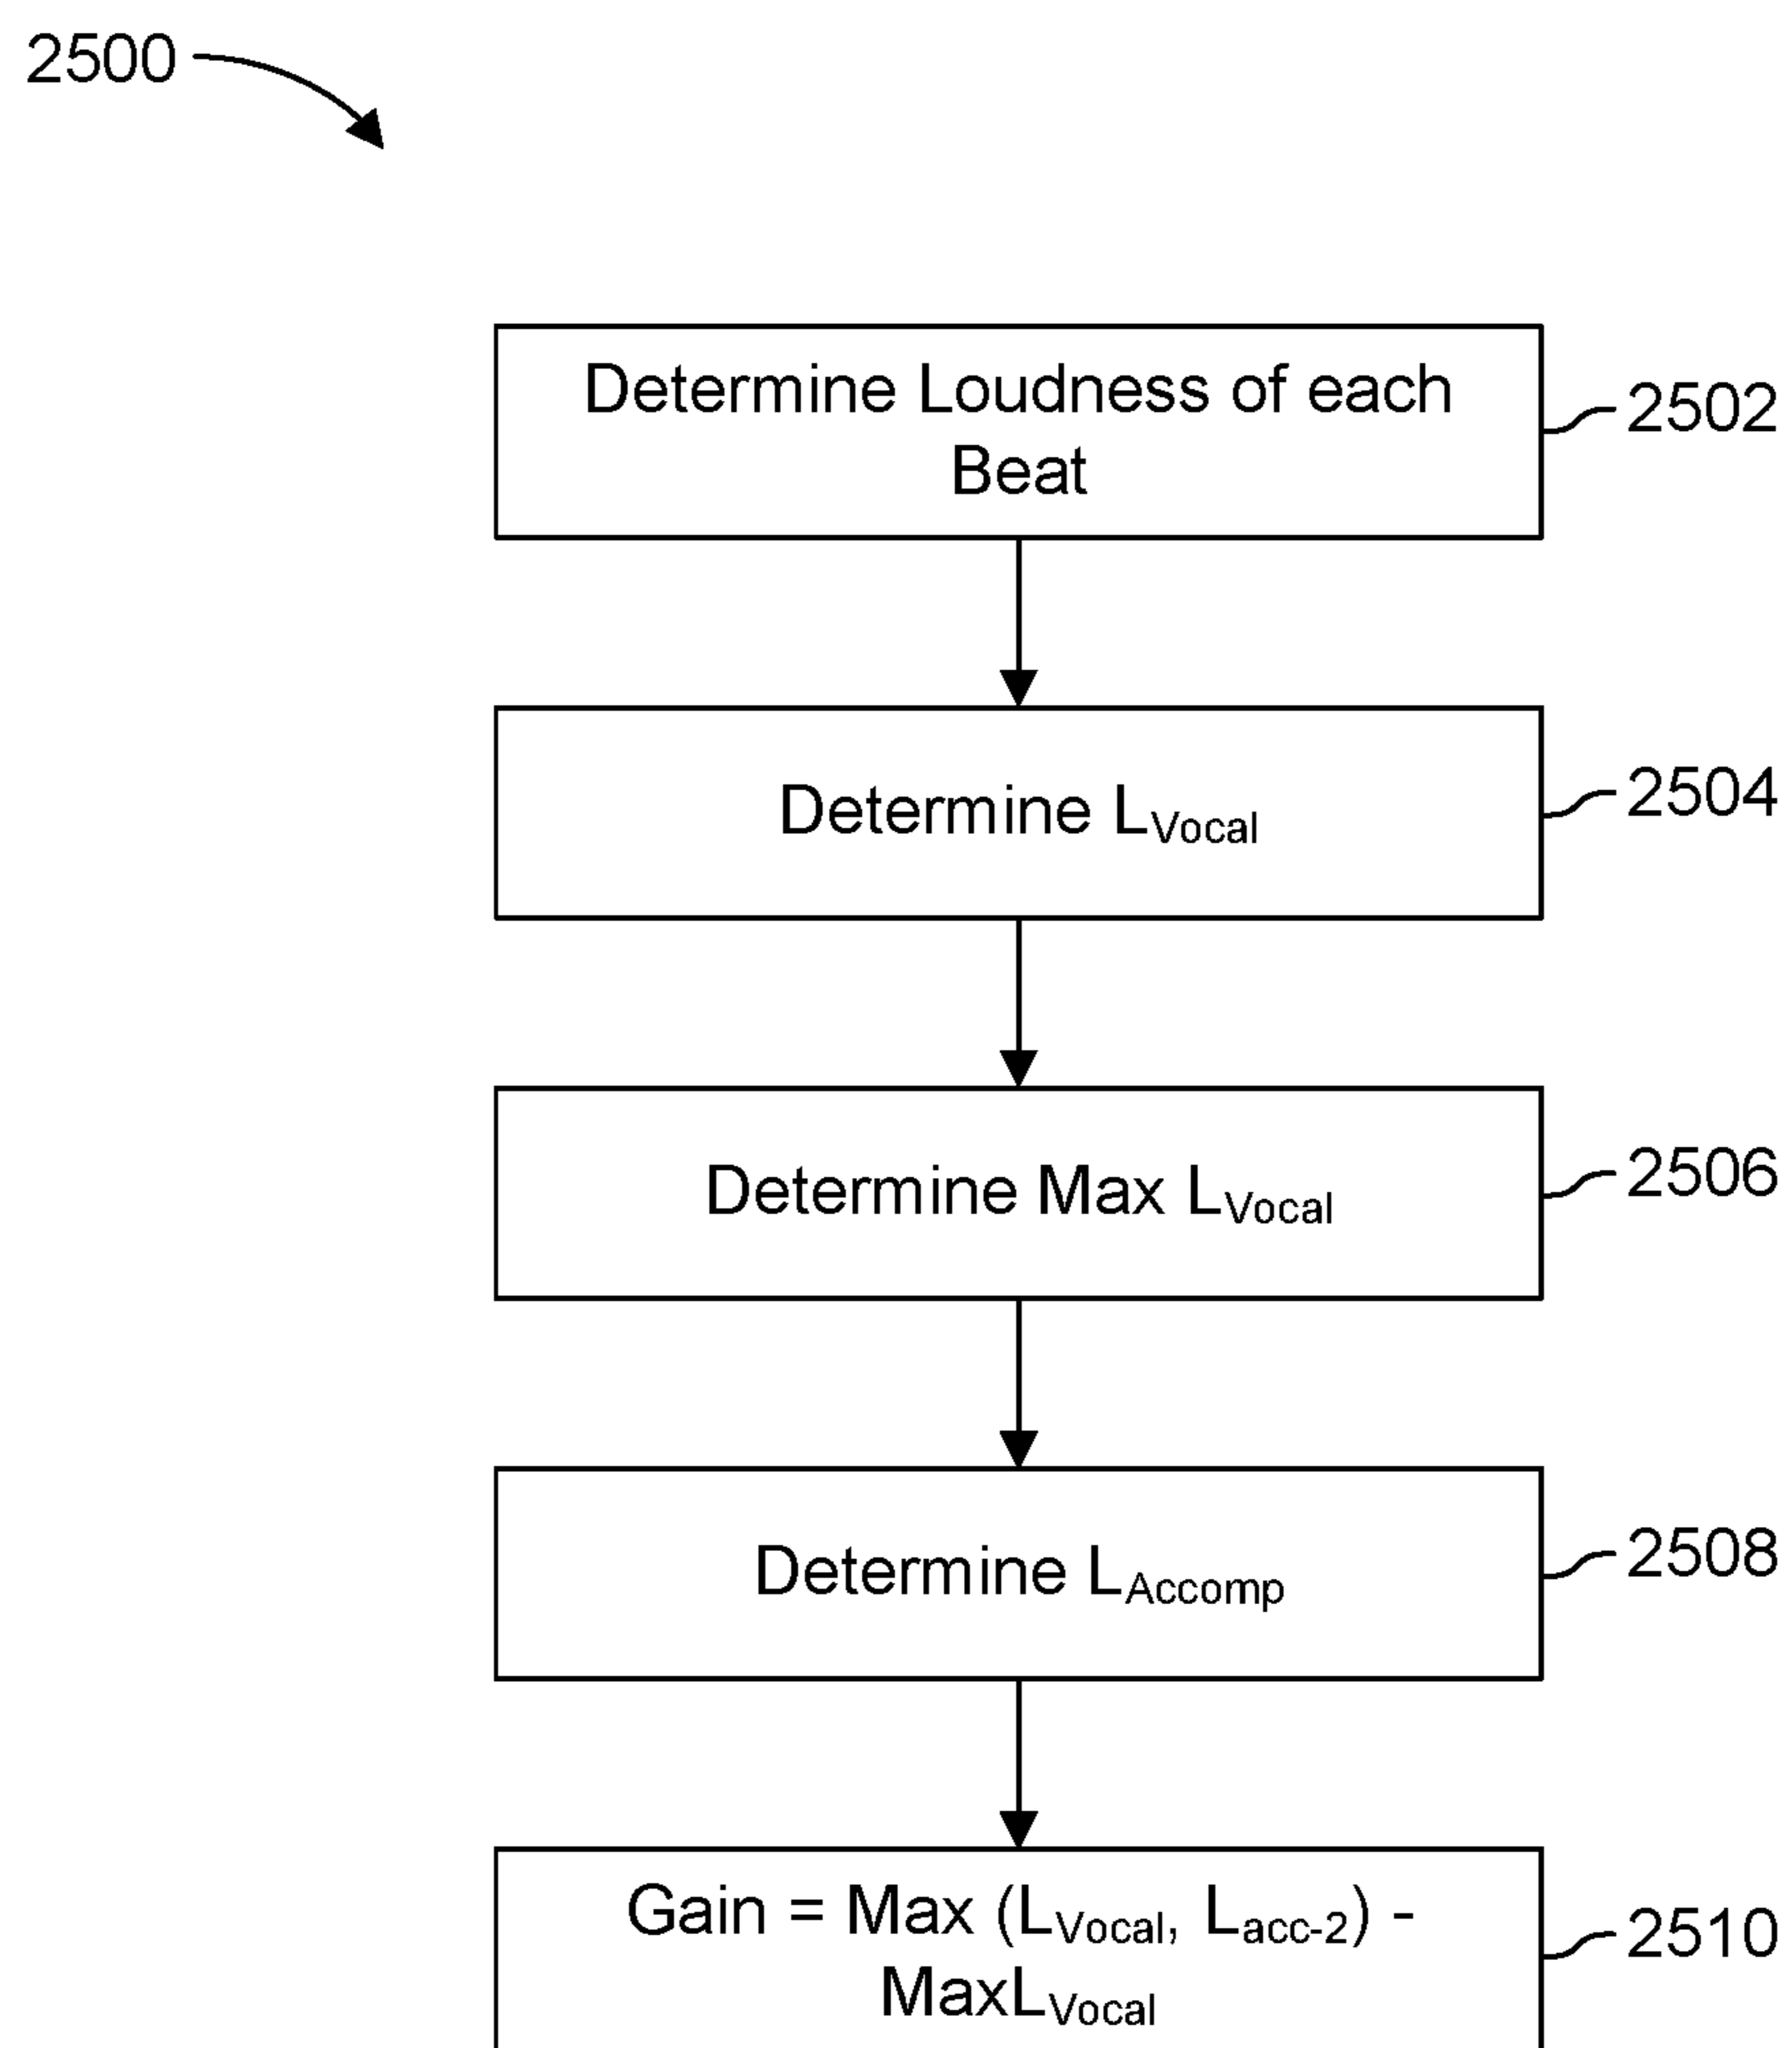 2500
Determine Loudness of each
Beat
2502
Determine LVocal
2504
Determine Max LVocal
2506
Determine LAccomp
2508
Gain = Max (LVocal, Lacc-2) -
MaxLVocal
2510